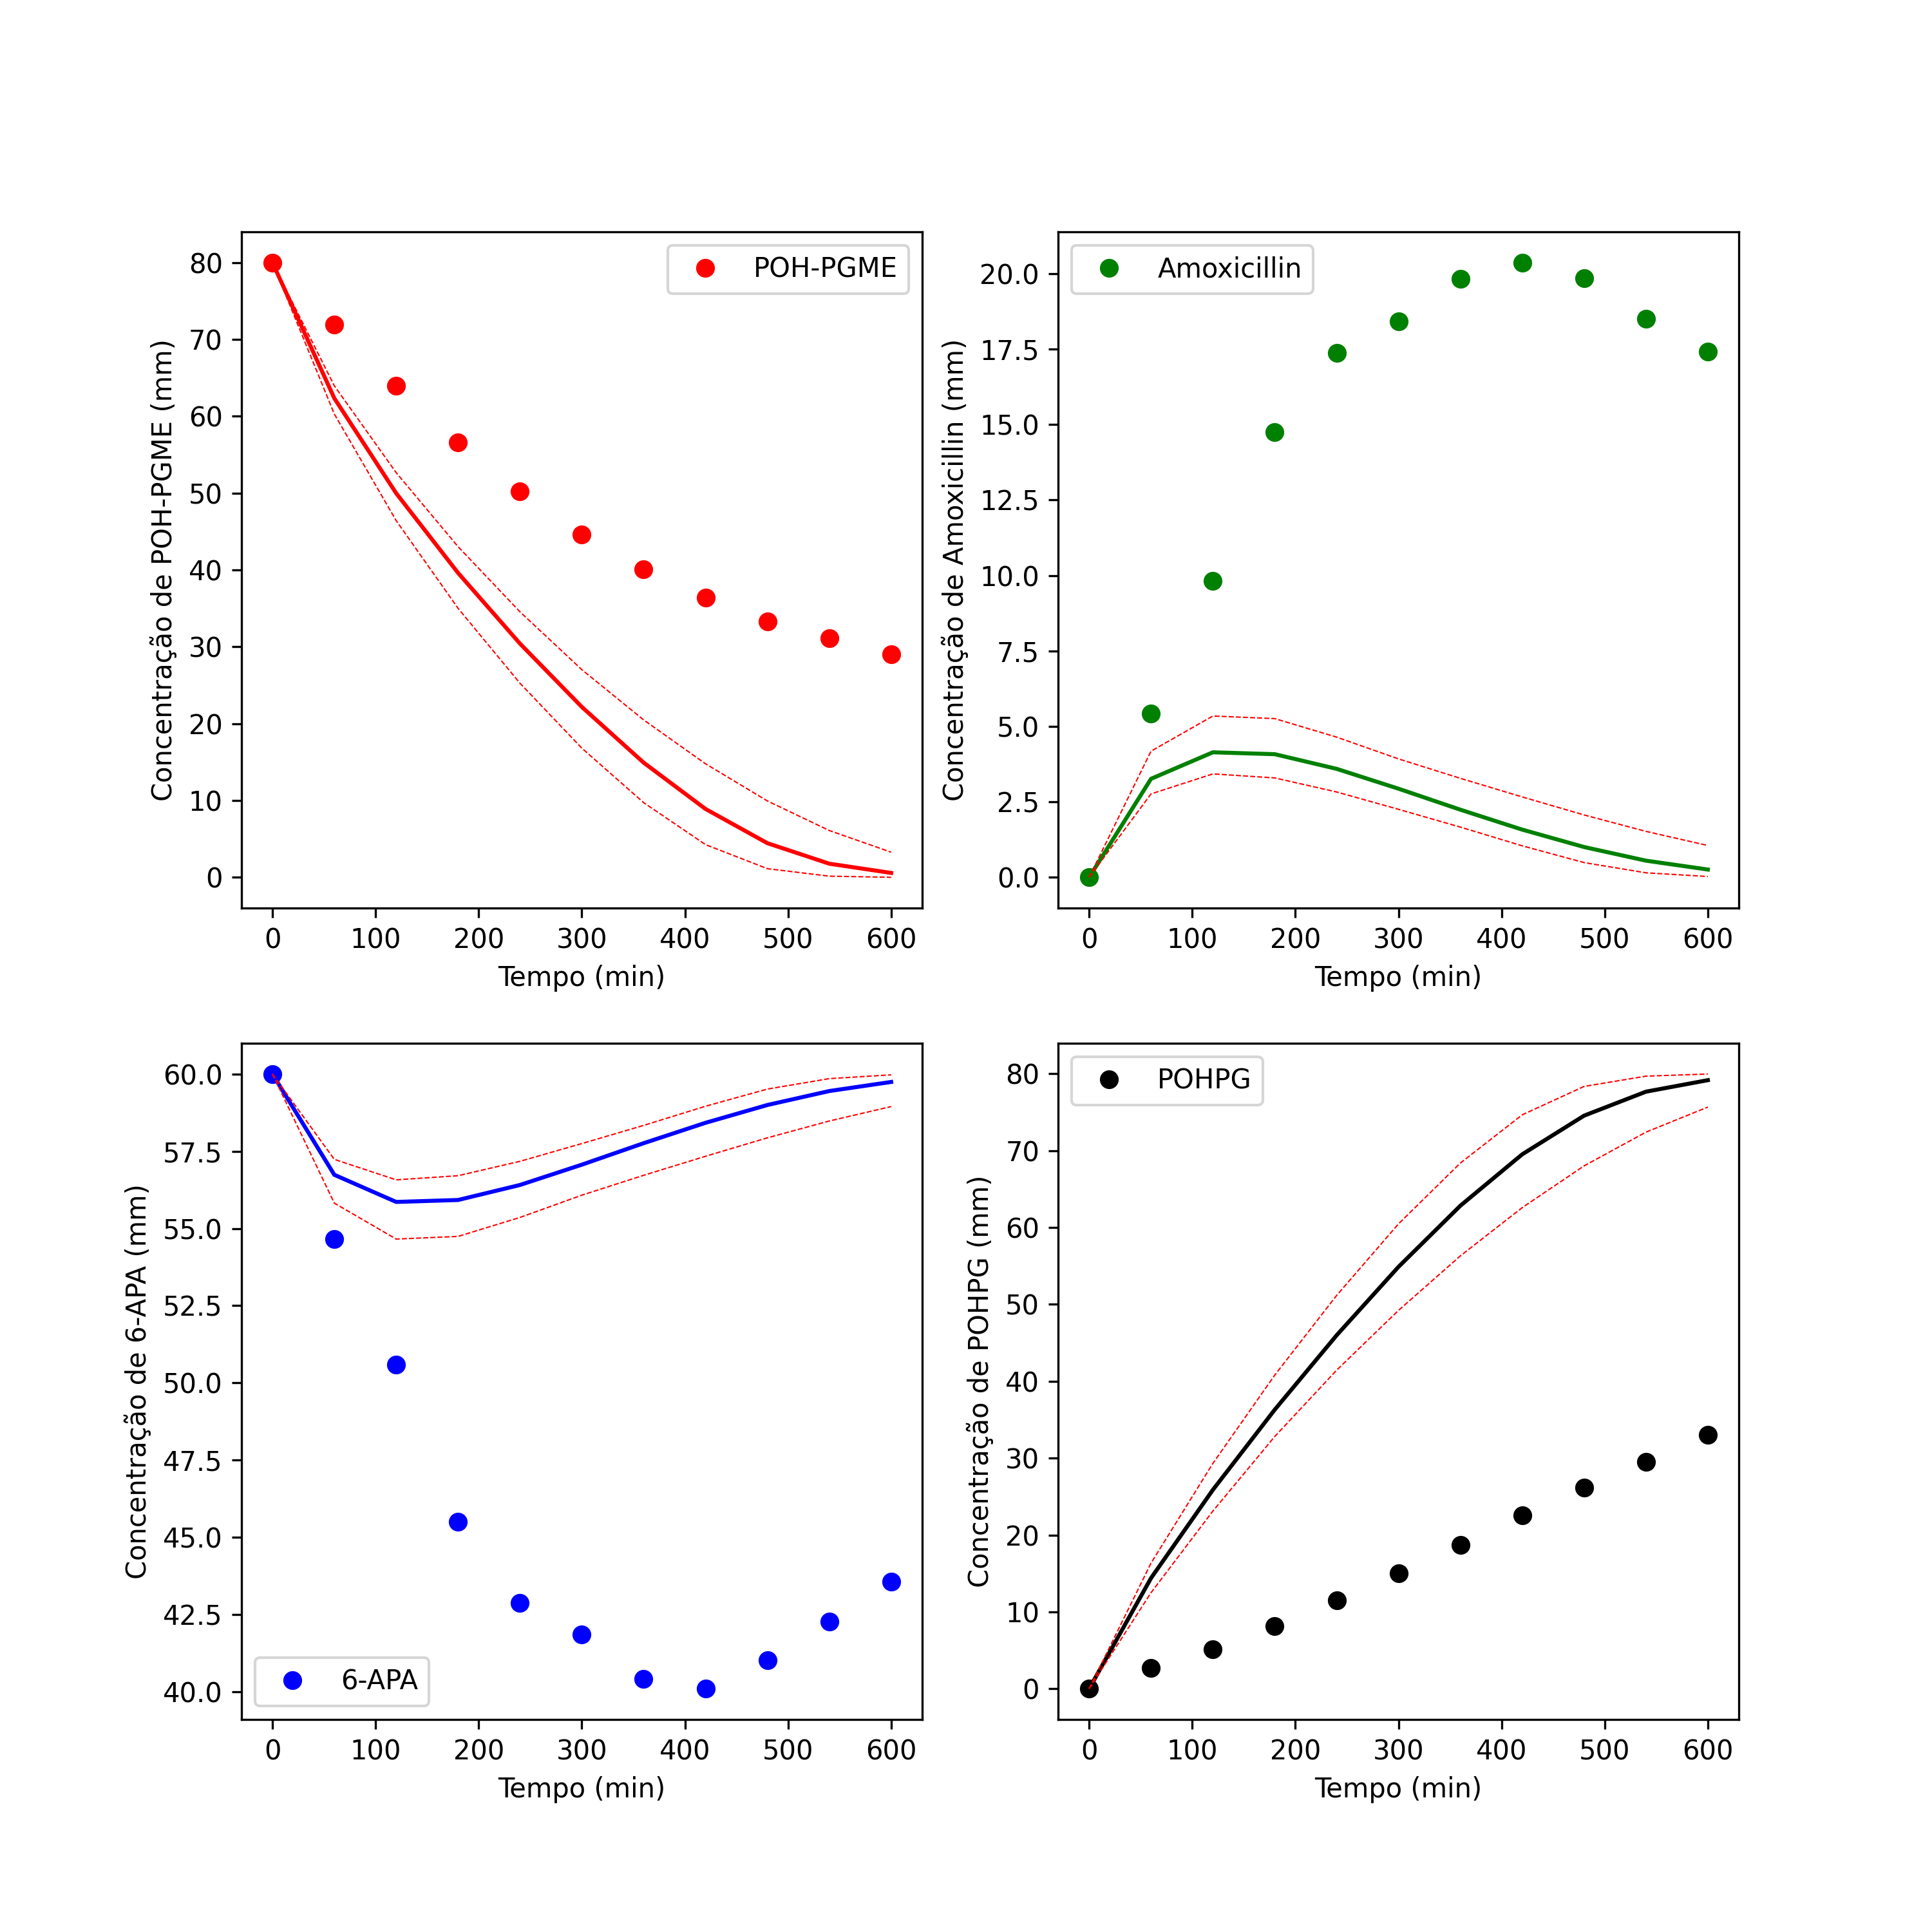 POH-PGME
80
70
60
50
40
30
20
10
0
Concentração de POH-PGME (mm)
0 100 200 300 400 500 600
Tempo (min)
Amoxicillin
20.0
17.5
15.0
12.5
10.0
7.5
5.0
2.5
0.0
Concentração de Amoxicillin (mm)
0 100 200 300 400 500 600
Tempo (min)
60.0
57.5
55.0
52.5
50.0
47.5
45.0
42.5
40.0
Concentração de 6-APA (mm)
6-APA
0 100 200 300 400 500 600
Tempo (min)
POHPG
80
70
60
50
40
30
20
10
0
Concentração de POHPG (mm)
0 100 200 300 400 500 600
Tempo (min)